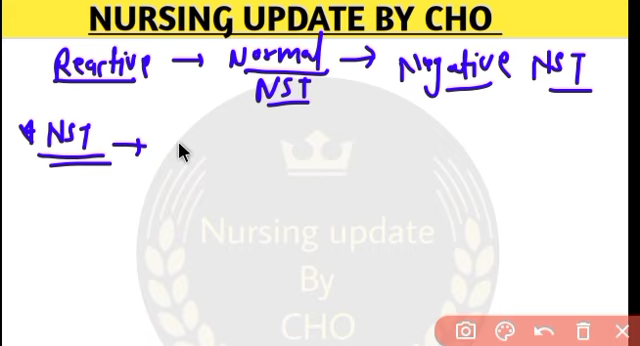 NURSING UPDATE BY CHO
Reactive → Normal NST → Negative NST
* NST →
Nursing update
By
CHO